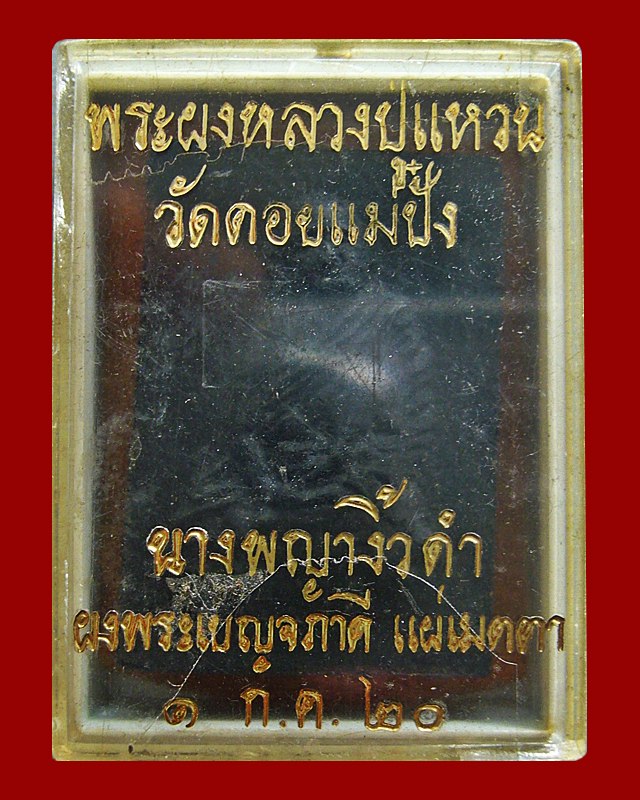 พระผงหลวงปู่แหวน
วัดดอยแม่ปั๋ง
นางพญางิ้วดำ
ผงพระเบญจภาคี แผ่เมตตา
๑ ก.ค. ๒๐